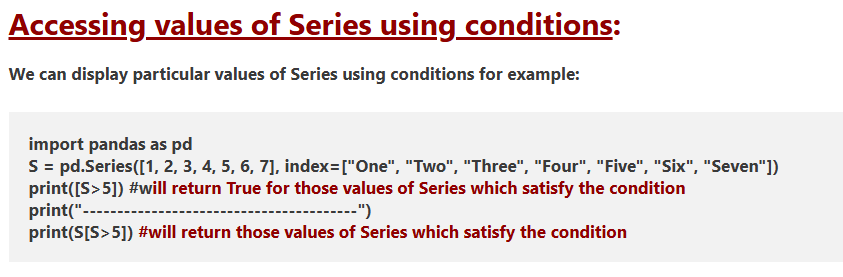 Accessing values of Series using conditions:
We can display particular values of Series using conditions for example:
import pandas as pd
S = pd.Series([1, 2, 3, 4, 5, 6, 7], index=["One", "Two", "Three", "Four", "Five", "Six", "Seven"])
print([S>5]) #will return True for those values of Series which satisfy the condition
print("----------------------------------------")
print(S[S>5]) #will return those values of Series which satisfy the condition